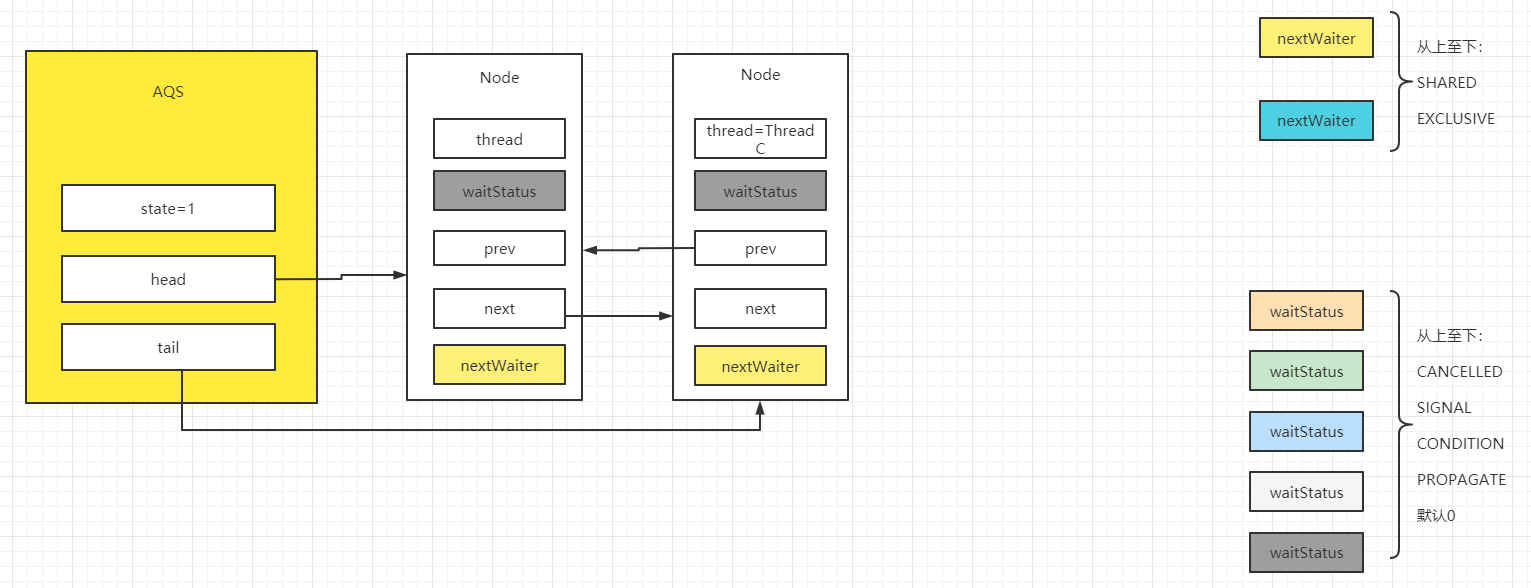 AQS
state=1
head
tail
Node
thread
waitStatus
prev
next
nextWaiter
Node
thread=Thread
C
waitStatus
prev
next
nextWaiter
nextWaiter
nextWaiter
从上至下:
SHARED
EXCLUSIVE
waitStatus
waitStatus
waitStatus
waitStatus
waitStatus
从上至下:
CANCELLED
SIGNAL
CONDITION
PROPAGATE
默认0